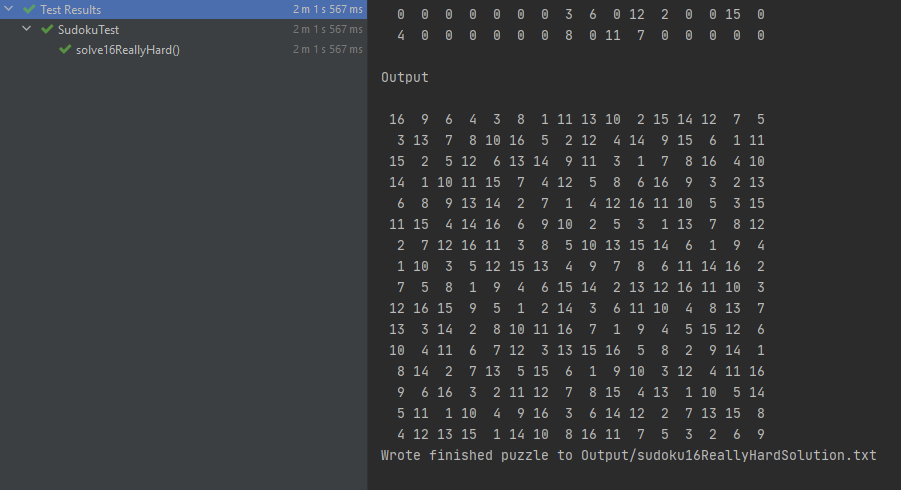 Test Results 2 m 1 s 567 ms
SudokuTest 2 m 1 s 567 ms
solve16ReallyHard() 2 m 1 s 567 ms
0 0 0 0 0 0 0 3 6 0 12 2 0 0 15 0
4 0 0 0 0 0 0 8 0 11 7 0 0 0 0 0
Output
16 9 6 4 3 8 1 11 13 10 2 15 14 12 7 5
3 13 7 8 10 16 5 2 12 4 14 9 15 6 1 11
15 2 5 12 6 13 14 9 11 3 1 7 8 16 4 10
14 1 10 11 15 7 4 12 5 8 6 16 9 3 2 13
6 8 9 13 14 2 7 1 4 12 16 11 10 5 3 15
11 15 4 14 16 6 9 10 2 5 3 1 13 7 8 12
2 7 12 16 11 3 8 5 10 13 15 14 6 1 9 4
1 10 3 5 12 15 13 4 9 7 8 6 11 14 16 2
7 5 8 1 9 4 6 15 14 2 13 12 16 11 10 3
12 16 15 9 5 1 2 14 3 6 11 10 4 8 13 7
13 3 14 2 8 10 11 16 7 1 9 4 5 15 12 6
10 4 11 6 7 12 3 13 15 16 5 8 2 9 14 1
8 14 2 7 13 5 15 6 1 9 10 3 12 4 11 16
9 6 16 3 2 11 12 7 8 15 4 13 1 10 5 14
5 11 1 10 4 9 16 3 6 14 12 2 7 13 15 8
4 12 13 15 1 14 10 8 16 11 7 5 3 2 6 9
Wrote finished puzzle to Output/sudoku16ReallyHardSolution.txt